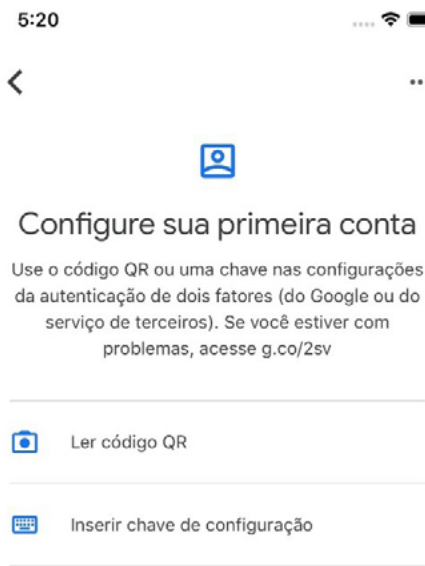 5:20
Configure sua primeira conta
Use o código QR ou uma chave nas configurações
da autenticação de dois fatores (do Google ou do
serviço de terceiros). Se você estiver com
problemas, acesse g.co/2sv
Ler código QR
Inserir chave de configuração